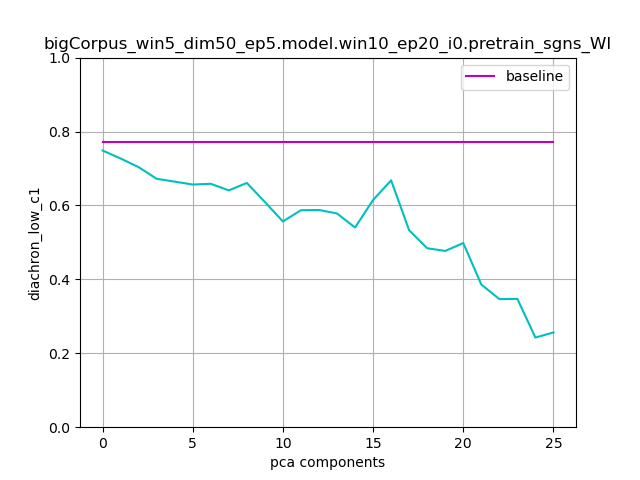 bigCorpus_win5_dim50_ep5.model.win10_ep20_i0.pretrain_sgns_WI
1.0
0.8
0.6
0.4
0.2
0.0
diachron_low_c1
baseline
0 5 10 15 20 25
pca components